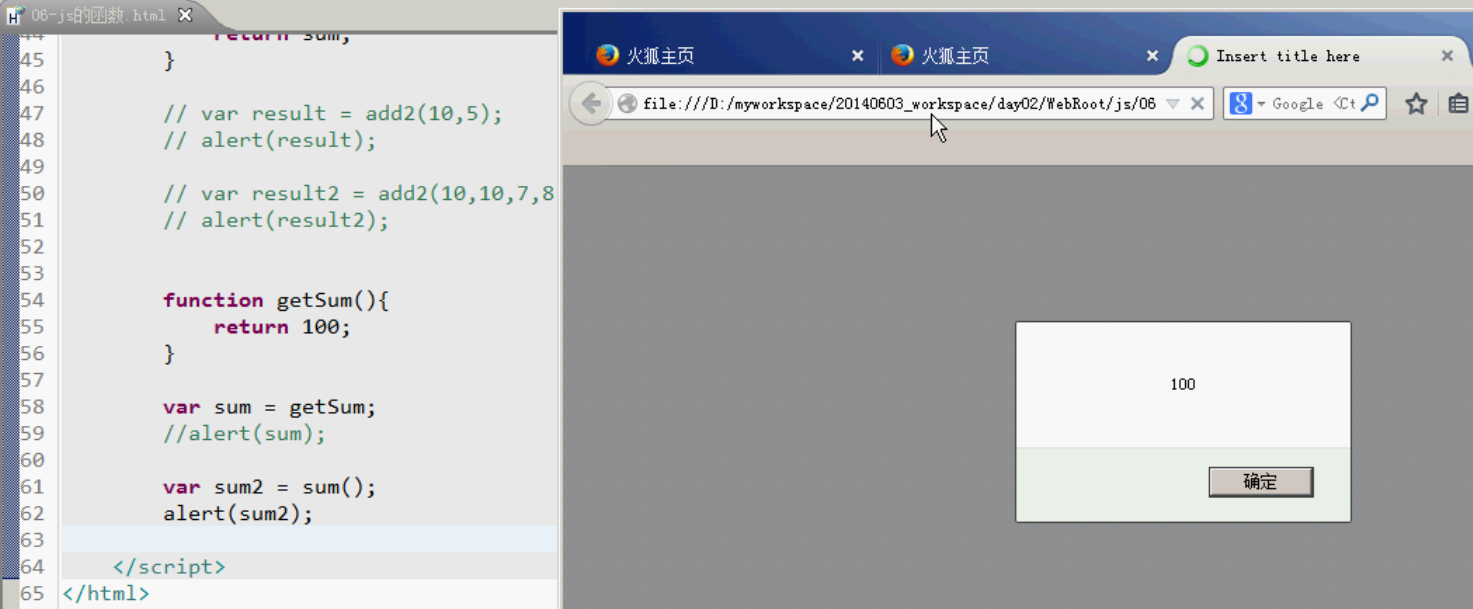 06-js的函数.html
44 return sum;
45 }
46
47 // var result = add2(10,5);
48 // alert(result);
49
50 // var result2 = add2(10,10,7,8
51 // alert(result2);
52
53
54 function getSum(){
55 return 100;
56 }
57
58 var sum = getSum;
59 //alert(sum);
60
61 var sum2 = sum();
62 alert(sum2);
63
64 </script>
65 </html>
火狐主页
火狐主页
Insert title here
file:///D:/myworkspace/20140603_workspace/day02/WebRoot/js/06
8 Google <Ct
100
确定